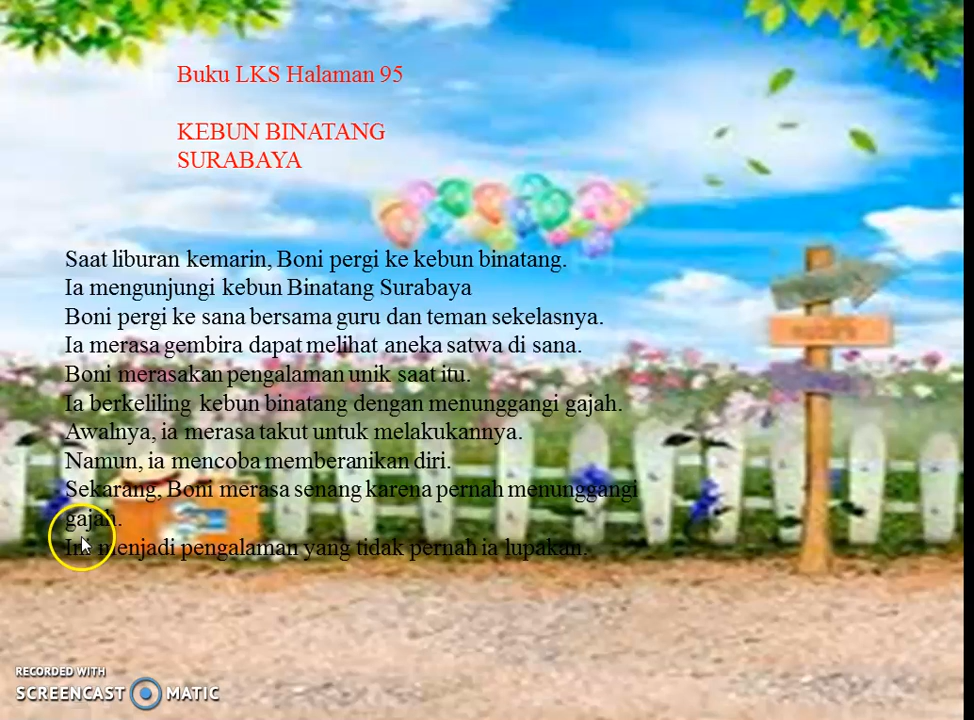 Buku LKS Halaman 95
KEBUN BINATANG
SURABAYA
Saat liburan kemarin, Boni pergi ke kebun binatang.
Ia mengunjungi kebun Binatang Surabaya
Boni pergi ke sana bersama guru dan teman sekelasnya.
Ia merasa gembira dapat melihat aneka satwa di sana.
Boni merasakan pengalaman unik saat itu.
Ia berkeliling kebun binatang dengan menunggangi gajah.
Awalnya, ia merasa takut untuk melakukannya.
Namun, ia mencoba memberanikan diri.
Sekarang, Boni merasa senang karena pernah menunggangi
gajah.
Ini menjadi pengalaman yang tidak pernah ia lupakan.
RECORDED WITH
SCREENCAST MATIC